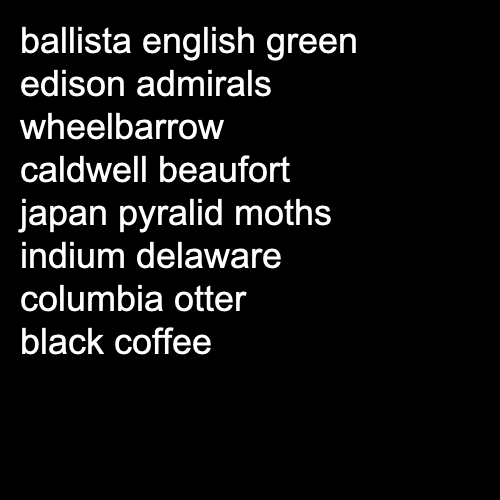 ballista english green
edison admirals
wheelbarrow
caldwell beaufort
japan pyralid moths
indium delaware
columbia otter
black coffee